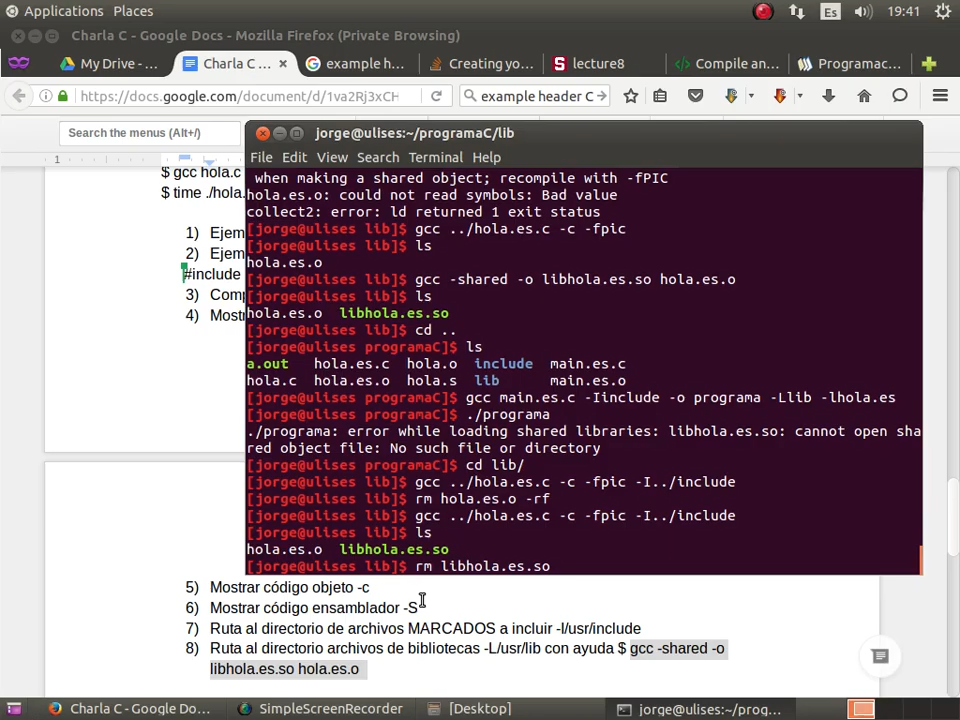 Applications Places
Es
19:41
Charla C - Google Docs - Mozilla Firefox (Private Browsing)
My Drive - ...
Charla C ...
example h...
Creating yo...
lecture8
Compile an...
Programac...
https://docs.google.com/document/d/1va2Rj3xCH
example header C
Search the menus (Alt+/)
jorge@ulises:~/programaC/lib
File Edit View Search Terminal Help
1
$ gcc hola.c
$ time ./hola.
1) Ejem
2) Ejem
#include
3) Comp
4) Most
when making a shared object; recompile with -fPIC
hola.es.o: could not read symbols: Bad value
collect2: error: ld returned 1 exit status
[jorge@ulises lib]$ gcc ../hola.es.c -c -fpic
[jorge@ulises lib]$ ls
hola.es.o
[jorge@ulises lib]$ gcc -shared -o libhola.es.so hola.es.o
[jorge@ulises lib]$ ls
hola.es.o libhola.es.so
[jorge@ulises lib]$ cd ..
[jorge@ulises programaC]$ ls
a.out hola.es.c hola.o include main.es.c
hola.c hola.es.o hola.s lib main.es.o
[jorge@ulises programaC]$ gcc main.es.c -Iinclude -o programa -Llib -lhola.es
[jorge@ulises programaC]$ ./programa
./programa: error while loading shared libraries: libhola.es.so: cannot open sha
red object file: No such file or directory
[jorge@ulises programaC]$ cd lib/
[jorge@ulises lib]$ gcc ../hola.es.c -c -fpic -I../include
[jorge@ulises lib]$ rm hola.es.o -rf
[jorge@ulises lib]$ gcc ../hola.es.c -c -fpic -I../include
[jorge@ulises lib]$ ls
hola.es.o libhola.es.so
[jorge@ulises lib]$ rm libhola.es.so
5) Mostrar código objeto -c
6) Mostrar código ensamblador -S
7) Ruta al directorio de archivos MARCADOS a incluir -I/usr/include
8) Ruta al directorio archivos de bibliotecas -L/usr/lib con ayuda $ gcc -shared -o
libhola.es.so hola.es.o
Charla C - Google Do...
SimpleScreenRecorder
[Desktop]
jorge@ulises:~/prog...